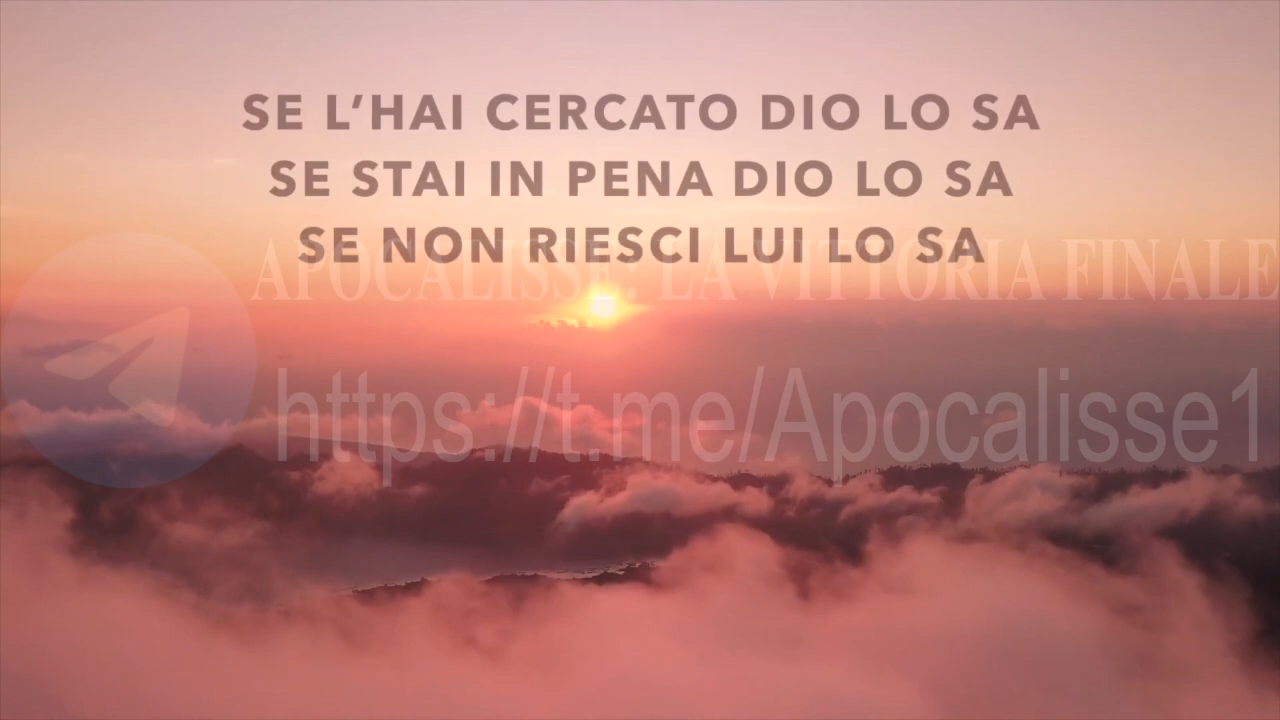 SE L'HAI CERCATO DIO LO SA
SE STAI IN PENA DIO LO SA
SE NON RIESCI LUI LO SA
APOCALISSE: LA VITTORIA FINALE
https://t.me/Apocalisse1